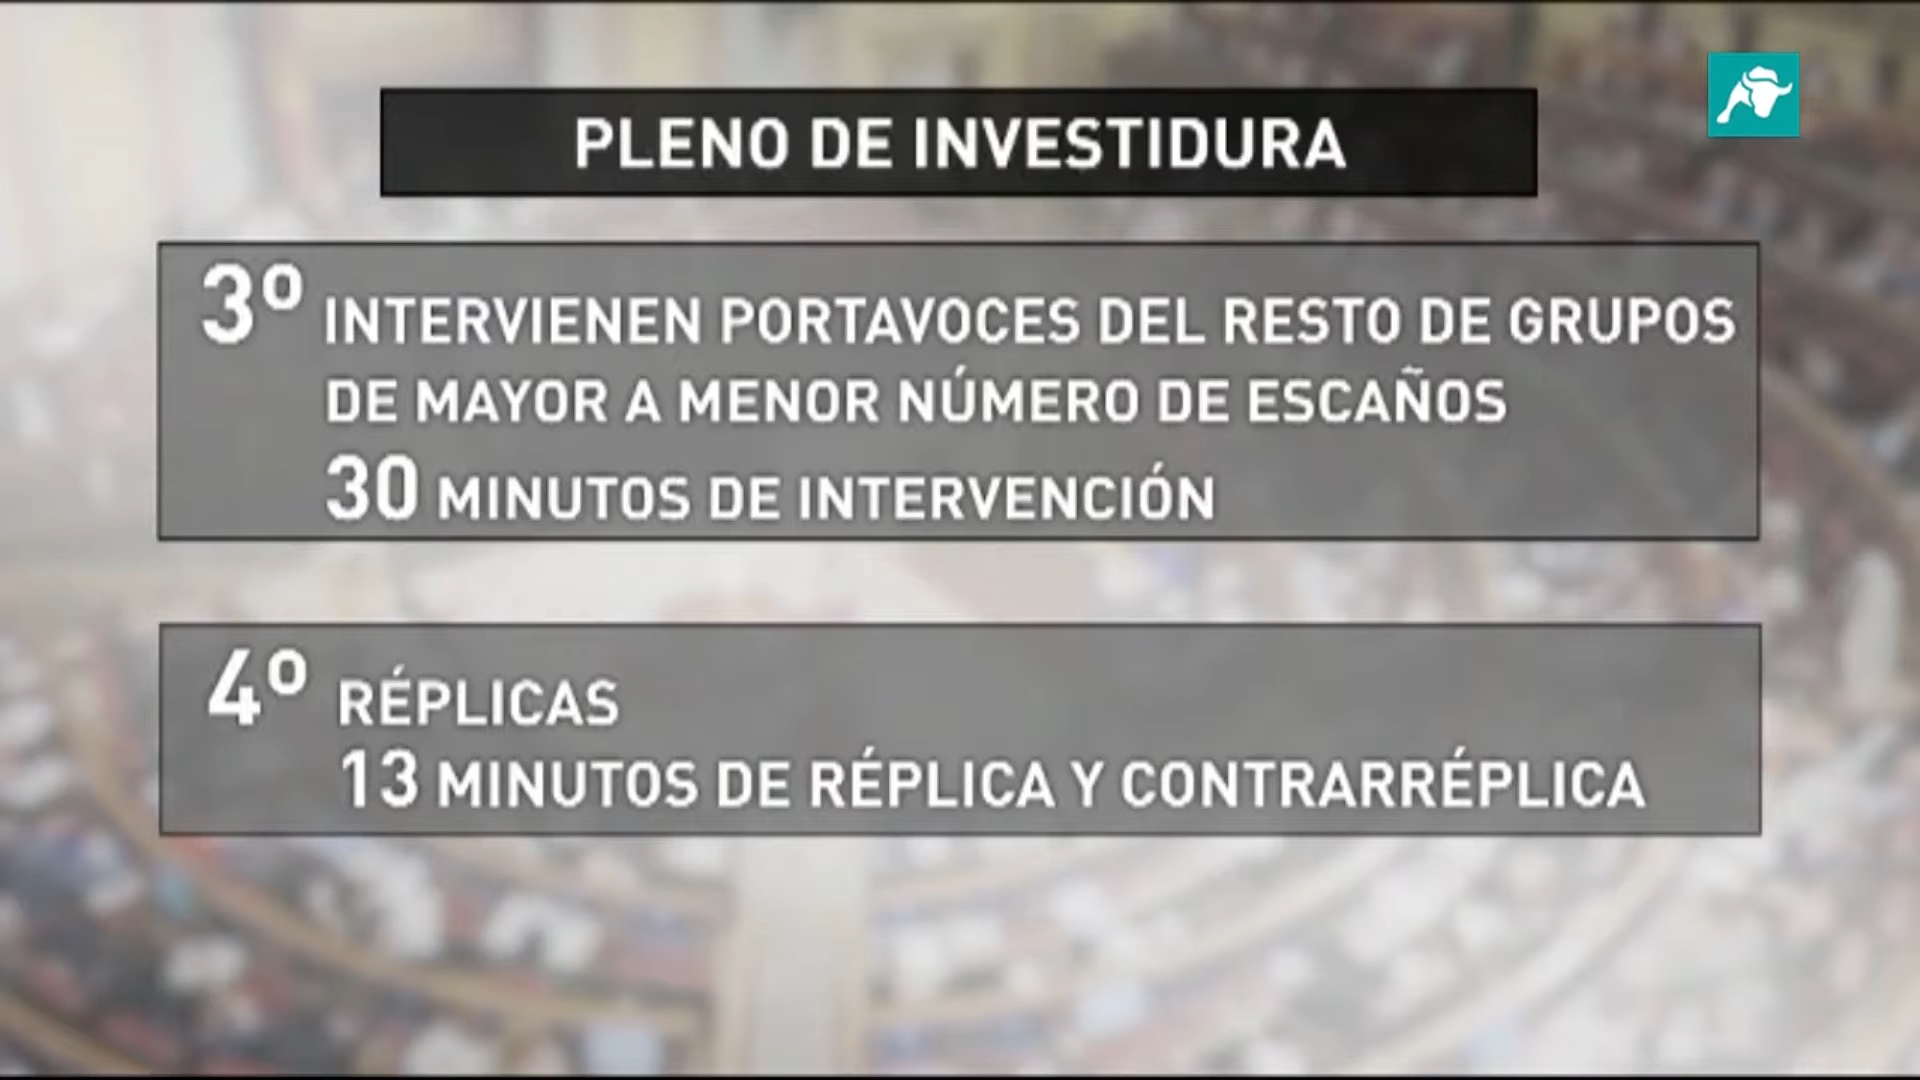 PLENO DE INVESTIDURA
3º INTERVIENEN PORTAVOCES DEL RESTO DE GRUPOS
DE MAYOR A MENOR NÚMERO DE ESCAÑOS
30 MINUTOS DE INTERVENCIÓN
4º RÉPLICAS
13 MINUTOS DE RÉPLICA Y CONTRARRÉPLICA